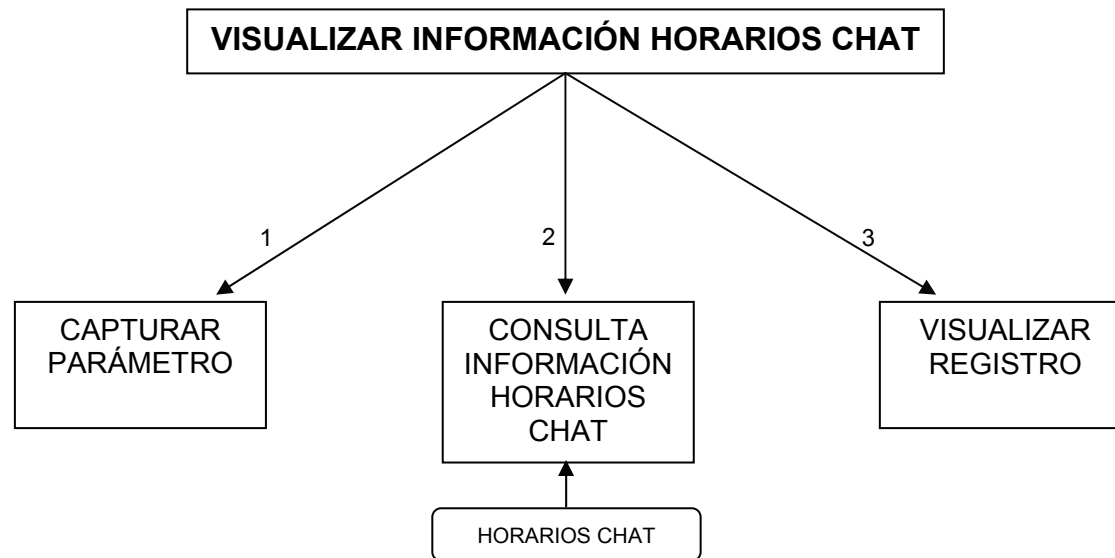 VISUALIZAR INFORMACIÓN HORARIOS CHAT
1
2
3
CAPTURAR
PARÁMETRO
CONSULTA
INFORMACIÓN
HORARIOS
CHAT
VISUALIZAR
REGISTRO
HORARIOS CHAT